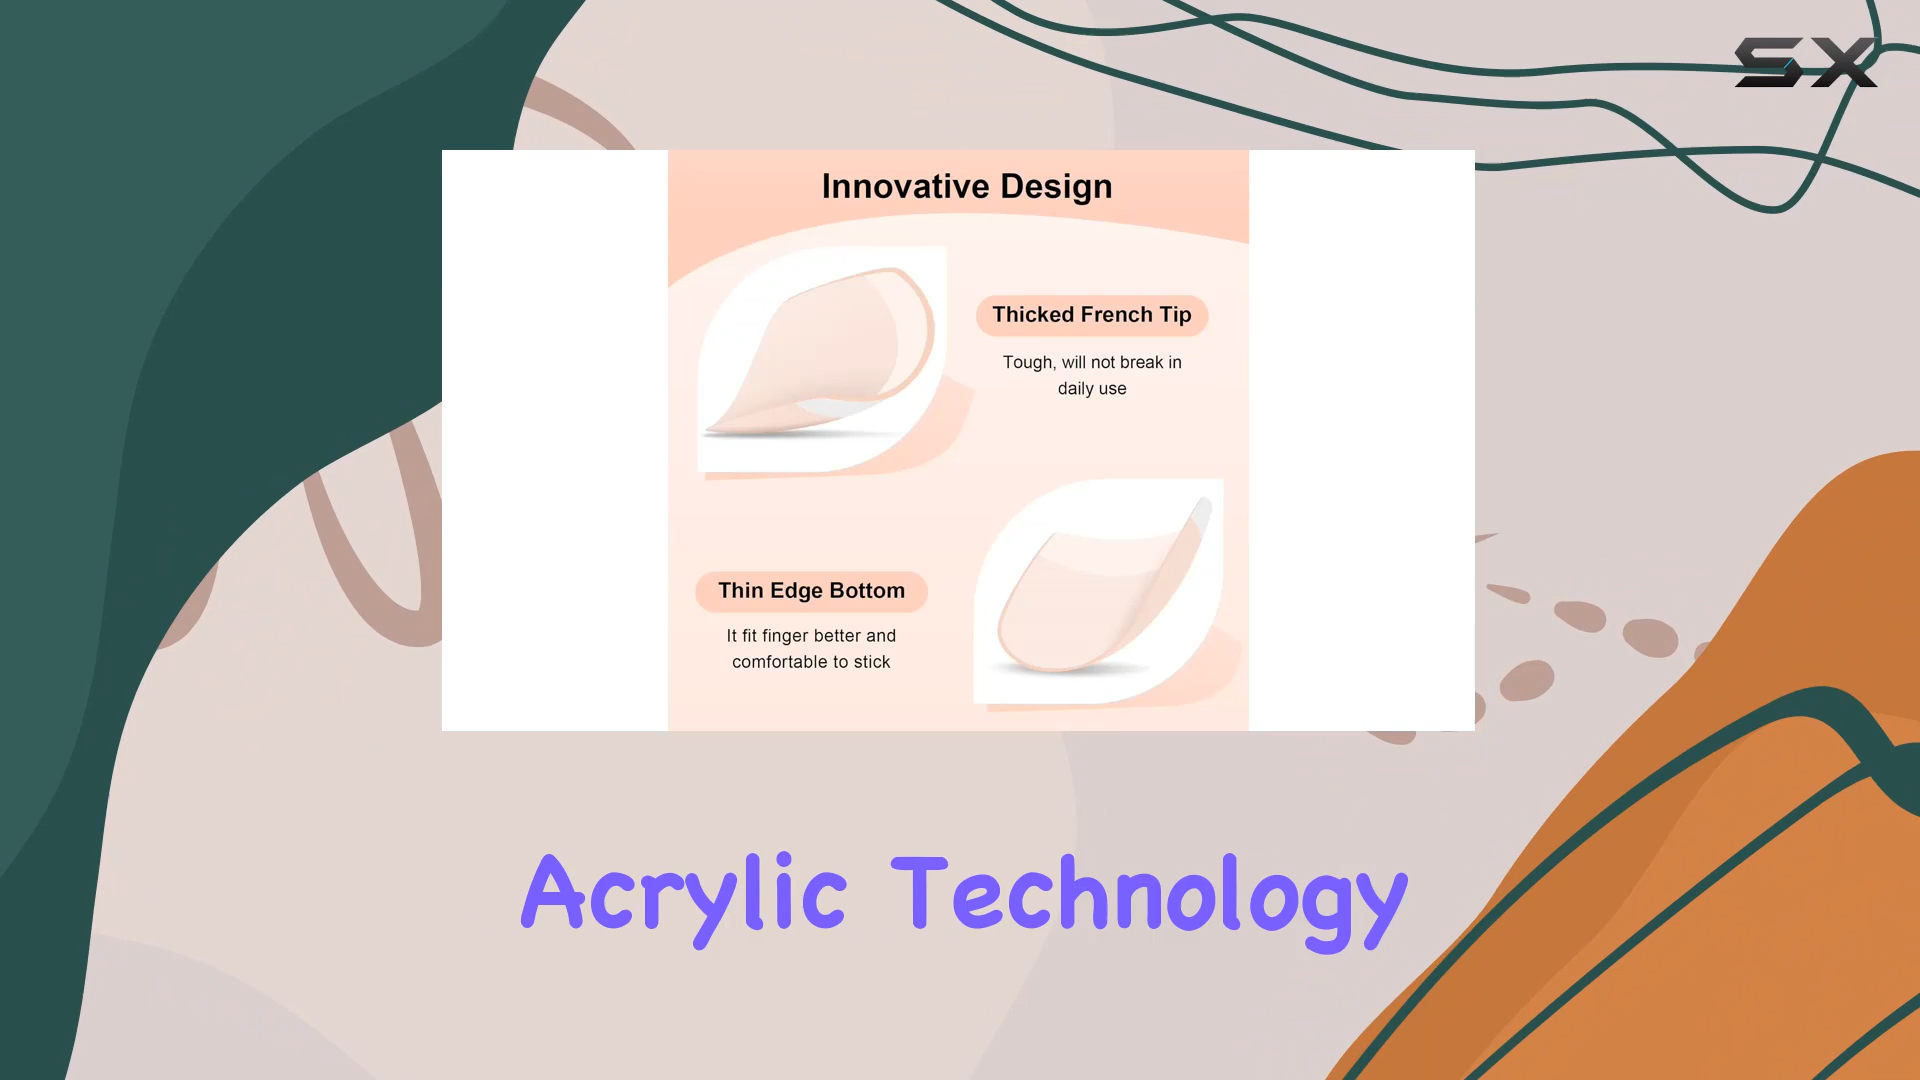 SX
Innovative Design
Thicked French Tip
Tough, will not break in
daily use
Thin Edge Bottom
It fit finger better and
comfortable to stick
Acrylic Technology